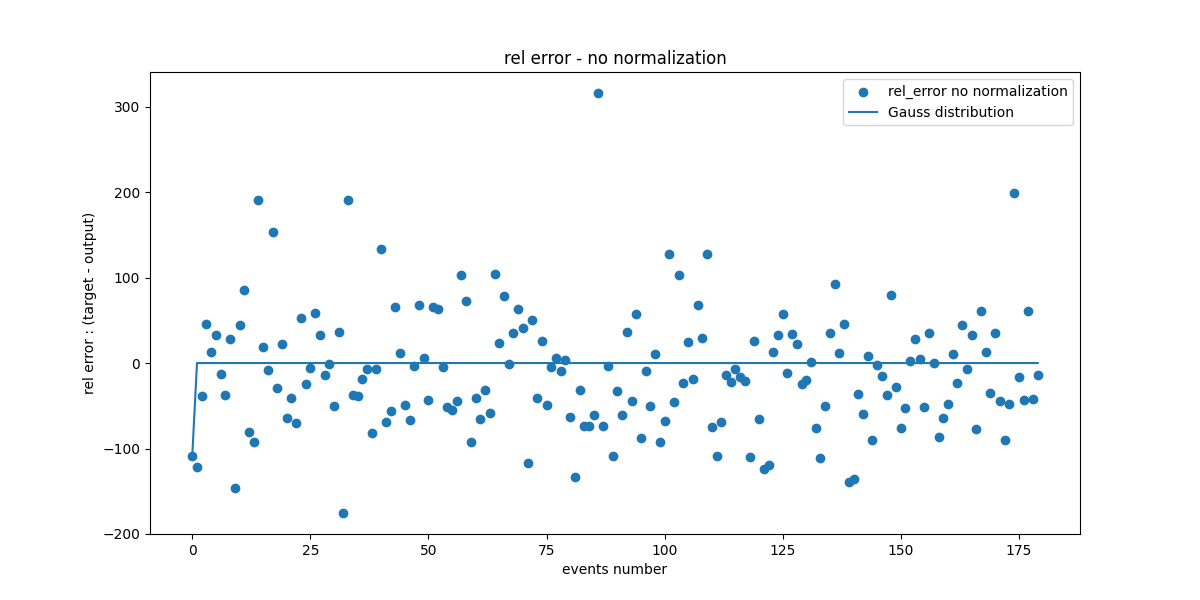 rel error - no normalization
rel_error no normalization
Gauss distribution
rel error : (target - output)
300
200
100
0
−100
−200
0
25
50
75
100
125
150
175
events number